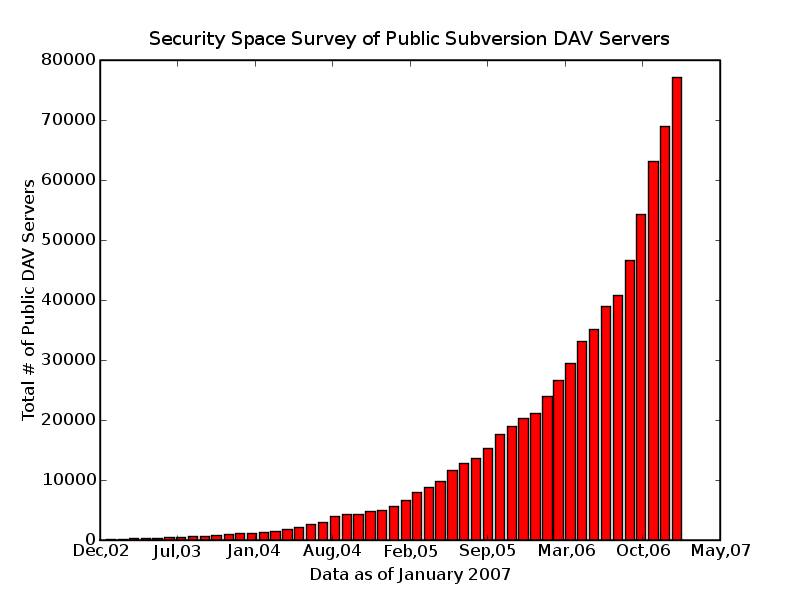 Security Space Survey of Public Subversion DAV Servers
80000
70000
60000
50000
40000
30000
20000
10000
0
Total # of Public DAV Servers
Dec,02 Jul,03 Jan,04 Aug,04 Feb,05 Sep,05 Mar,06 Oct,06 May,07
Data as of January 2007